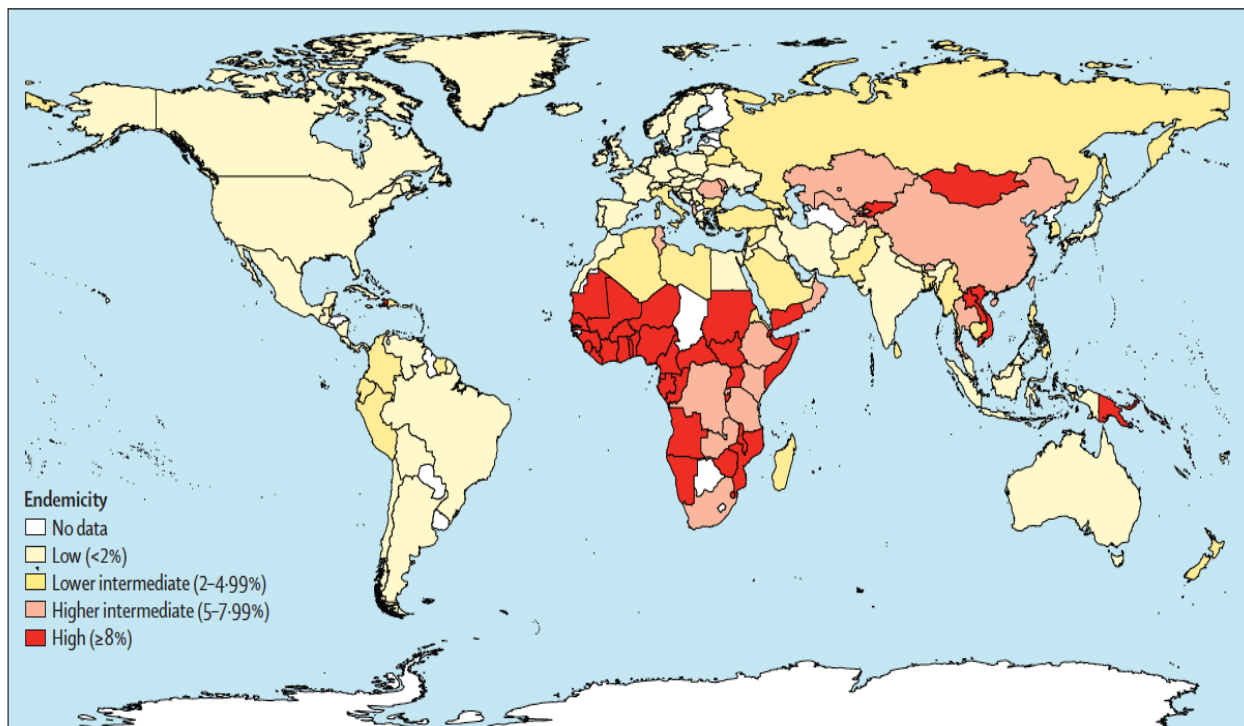 Endemicity
No data
Low (<2%)
Lower intermediate (2–4·99%)
Higher intermediate (5–7·99%)
High (≥8%)